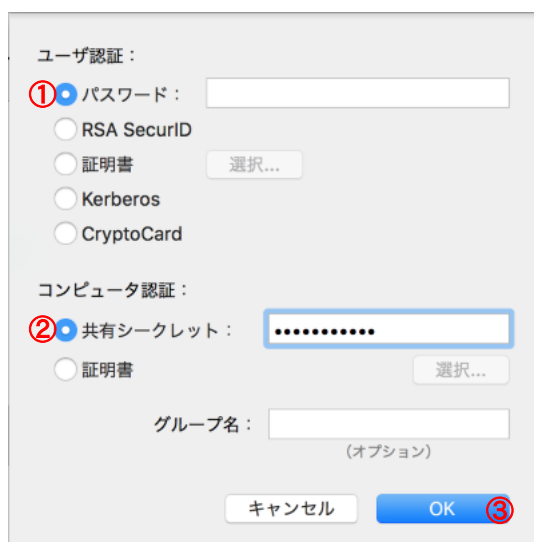 ユーザ認証：
① パスワード：
RSA SecurID
証明書 選択...
Kerberos
CryptoCard
コンピュータ認証：
② 共有シークレット： •••••••••••
証明書 選択...
グループ名：
（オプション）
キャンセル OK ③